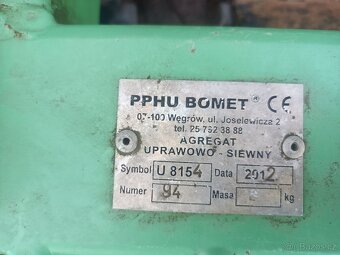 PPHU BOMET® CE
07-100 Węgrów, ul. Joselewicza 2
tel. 25 792 38 88
AGREGAT
UPRAWOWO - SIEWNY
Symbol U 8154 Data 2012
Numer 94 Masa kg